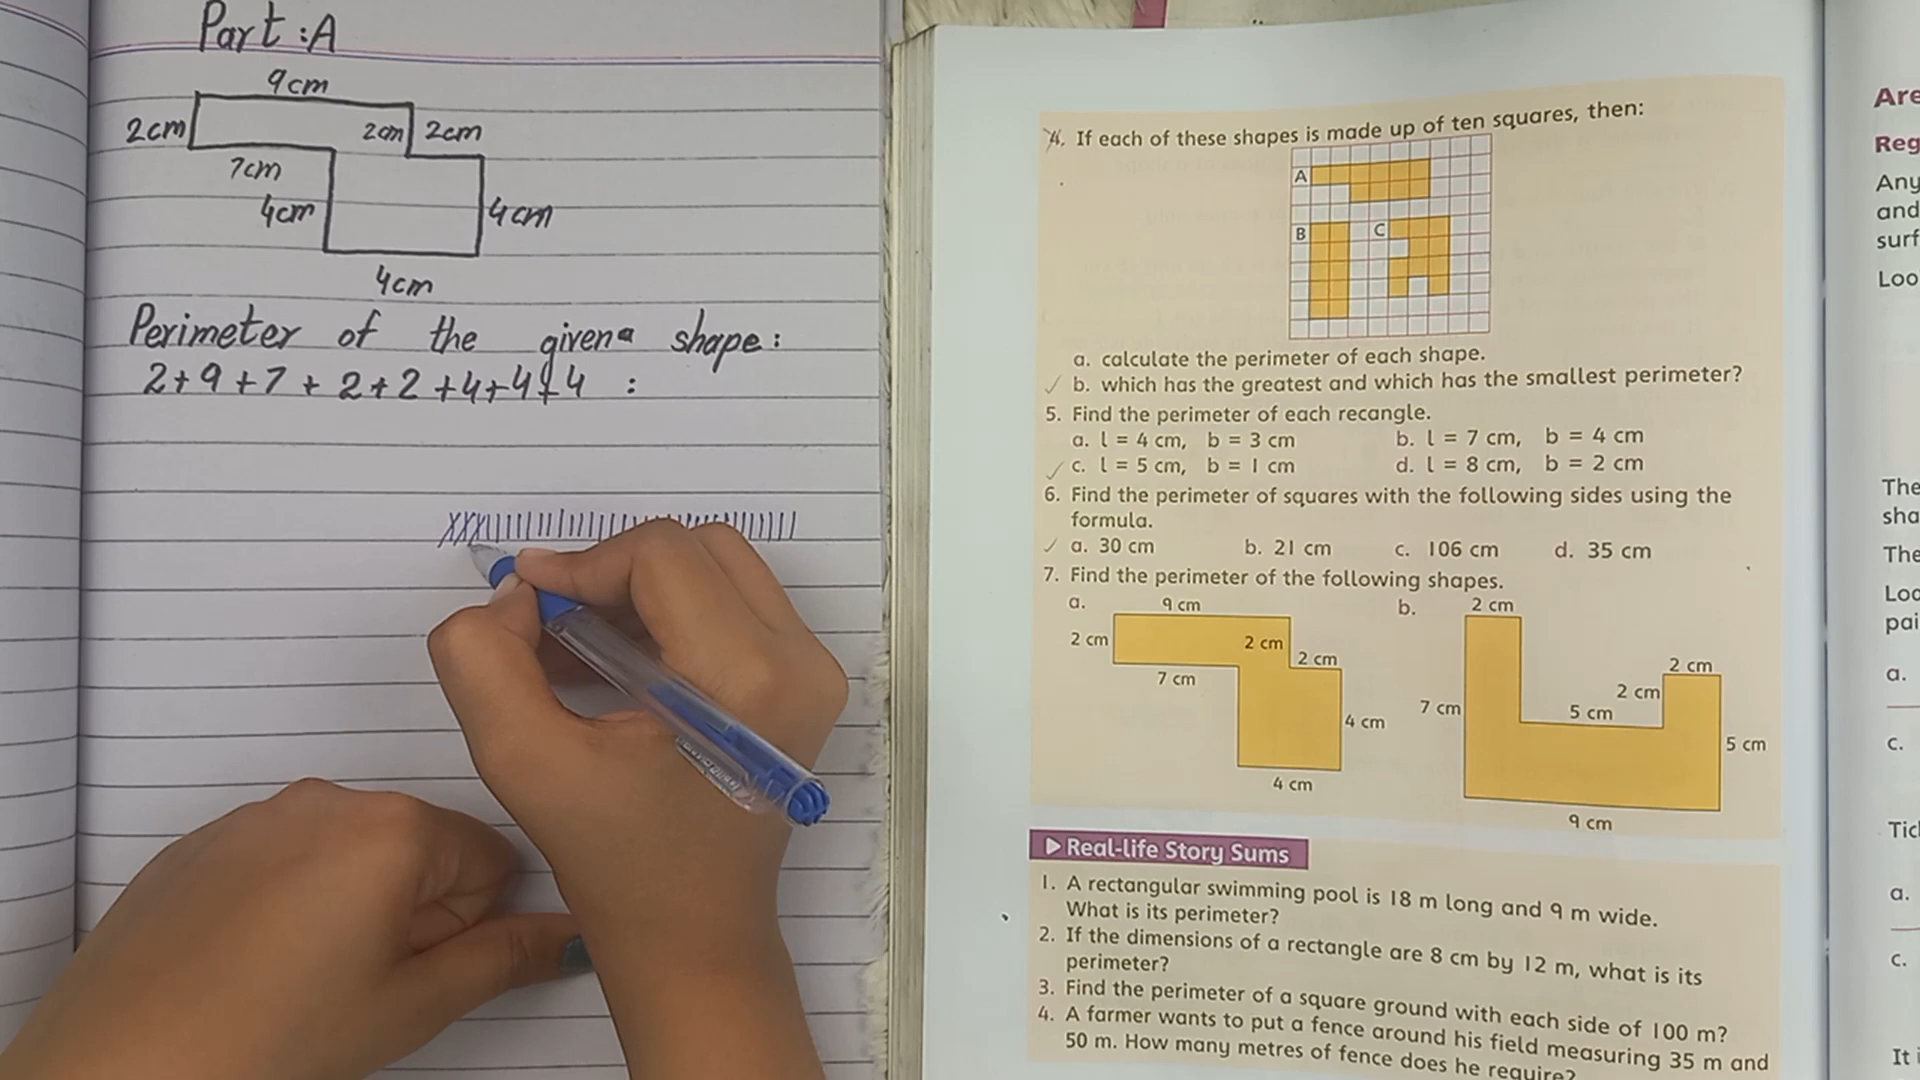 Part :A
9cm
2cm
2cm
2cm
7cm
4cm
4cm
4cm
Perimeter of the given shape :
2+9+7+2+2+4+4+4 :
4. If each of these shapes is made up of ten squares, then:
A
B
C
a. calculate the perimeter of each shape.
b. which has the greatest and which has the smallest perimeter?
5. Find the perimeter of each recangle.
a. l = 4 cm, b = 3 cm
b. l = 7 cm, b = 4 cm
c. l = 5 cm, b = 1 cm
d. l = 8 cm, b = 2 cm
6. Find the perimeter of squares with the following sides using the
formula.
a. 30 cm b. 21 cm c. 106 cm d. 35 cm
7. Find the perimeter of the following shapes.
a.
9 cm
2 cm
2 cm
2 cm
7 cm
4 cm
4 cm
b.
2 cm
2 cm
2 cm
7 cm
5 cm
5 cm
9 cm
Real-life Story Sums
1. A rectangular swimming pool is 18 m long and 9 m wide.
What is its perimeter?
2. If the dimensions of a rectangle are 8 cm by 12 m, what is its
perimeter?
3. Find the perimeter of a square ground with each side of 100 m?
4. A farmer wants to put a fence around his field measuring 35 m and
50 m. How many metres of fence does he require?
Are
Reg
Any
and
surf
Loo
The
sha
The
Loo
pai
a.
c.
Tic
a.
c.
It i